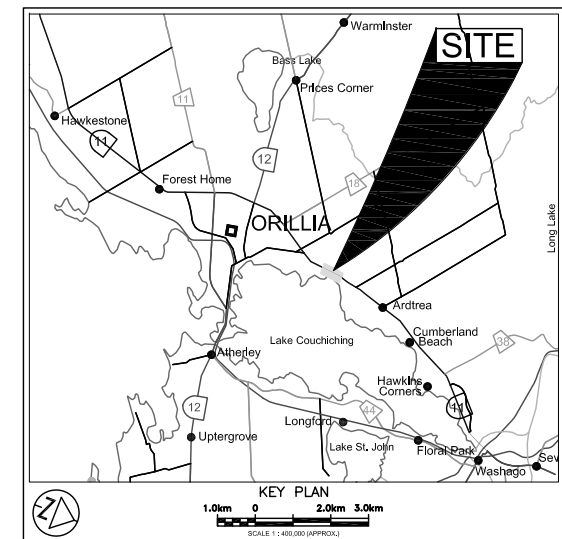 Warminster
SITE
Bass Lake
Prices Corner
11
Hawkestone
11
12
Forest Home
18
ORILLIA
Long Lake
Ardtrea
Cumberland
Beach
Lake Couchiching
38
Atherley
Hawkins
Corners
12
44
11
Longford
Uptergrove
Lake St. John
Floral Park
Washago
Sev
KEY PLAN
Z
1.0km 0 2.0km 3.0km
SCALE 1 : 400,000 (APPROX.)